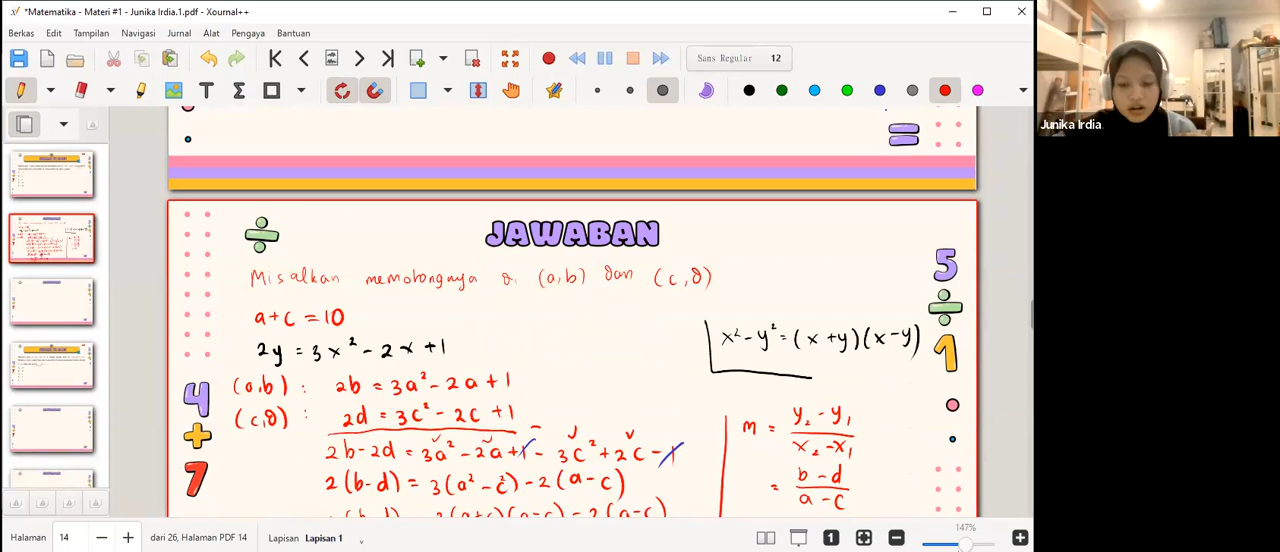 *Matematika - Materi #1 - Junika Irdia.1.pdf - Xournal++
Berkas Edit Tampilan Navigasi Jurnal Alat Pengaya Bantuan
Sans Regular 12
Junika Irdia
=
JAWABAN
Misalkan memotongnya di (a,b) dan (c,d)
a+c = 10
2y = 3x² - 2x + 1
x² - y² = (x + y)(x - y)
(a,b) : 2b = 3a² - 2a + 1
(c,d) : 2d = 3c² - 2c + 1
2b - 2d = 3a² - 2a + 1 - 3c² + 2c - 1
2(b-d) = 3(a² - c²) - 2(a - c)
m = y₂ - y₁
x₂ - x₁
= b - d
a - c
4
+
7
5
÷
1
Halaman 14 dari 26, Halaman PDF 14 Lapisan Lapisan 1
147%